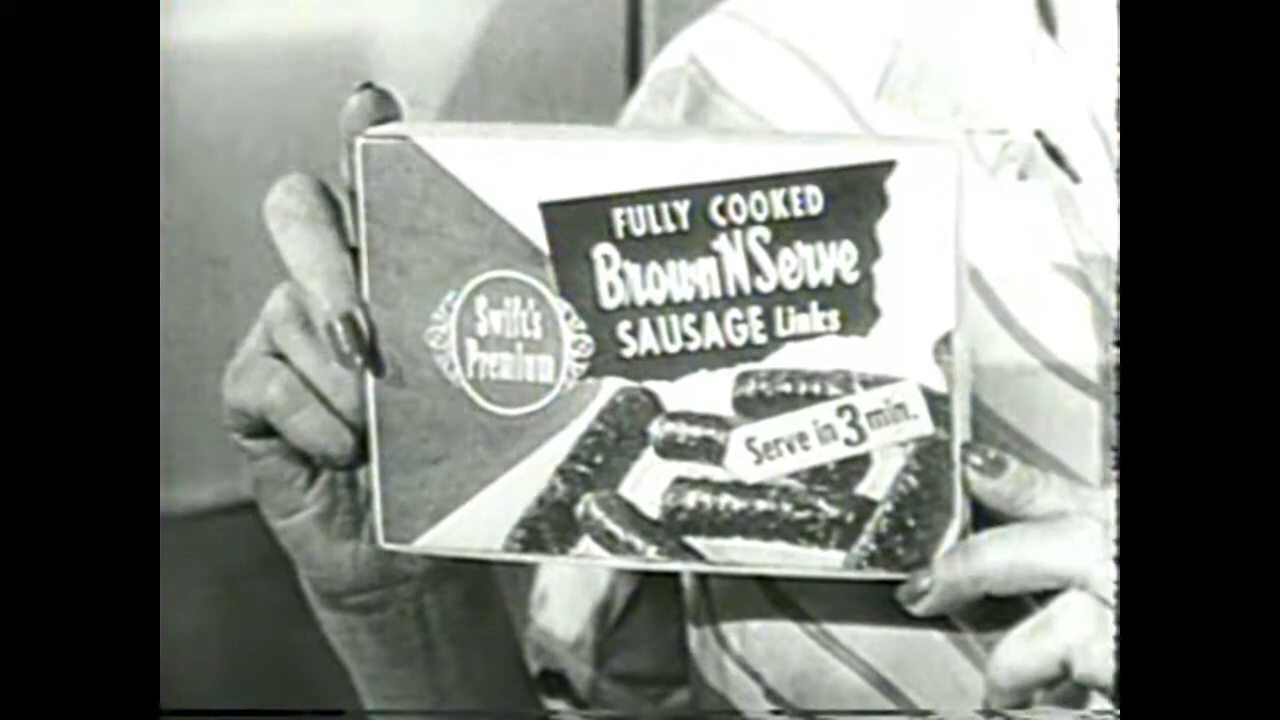 Swift's
Premium
FULLY COOKED
Brown'N Serve
SAUSAGE Links
Serve in 3 min.